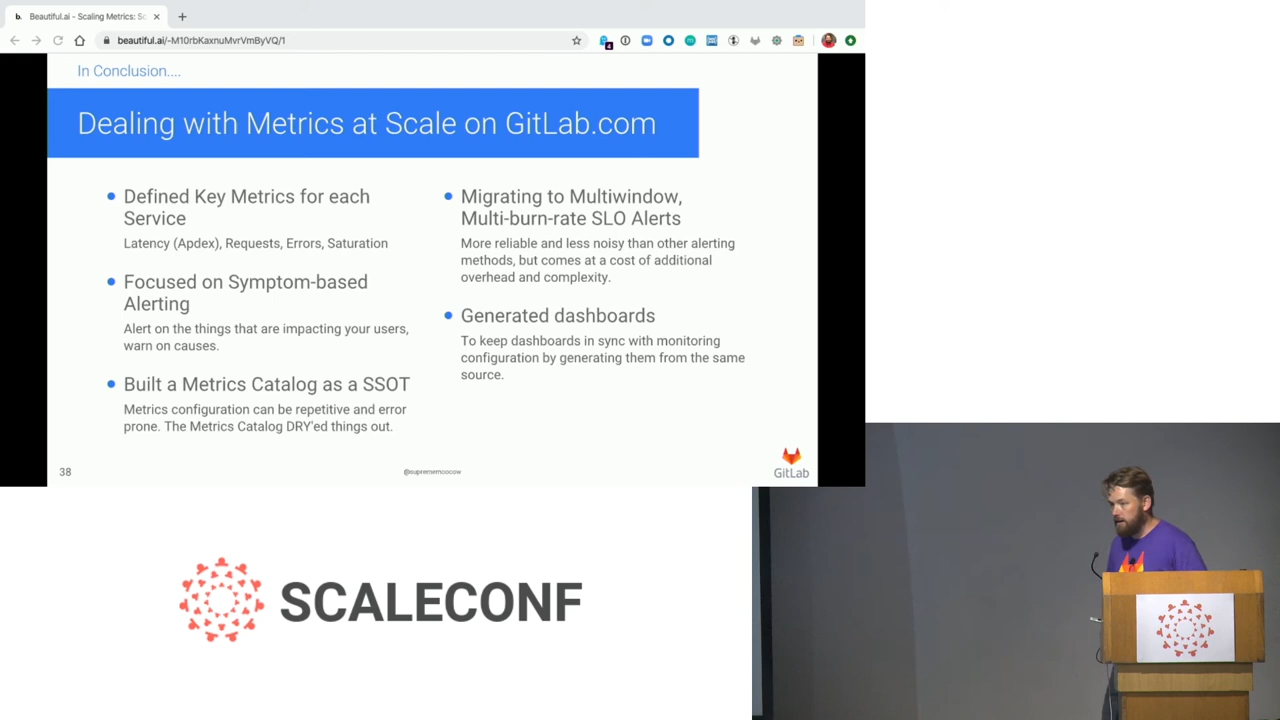 Beautiful.ai - Scaling Metrics: Sc
beautiful.ai/-M10rbKaxnuMvrVmByVQ/1
In Conclusion....
Dealing with Metrics at Scale on GitLab.com
Defined Key Metrics for each
Service
Latency (Apdex), Requests, Errors, Saturation
Focused on Symptom-based
Alerting
Alert on the things that are impacting your users,
warn on causes.
Built a Metrics Catalog as a SSOT
Metrics configuration can be repetitive and error
prone. The Metrics Catalog DRY'ed things out.
Migrating to Multiwindow,
Multi-burn-rate SLO Alerts
More reliable and less noisy than other alerting
methods, but comes at a cost of additional
overhead and complexity.
Generated dashboards
To keep dashboards in sync with monitoring
configuration by generating them from the same
source.
38
@suprememoocow
GitLab
SCALECONF